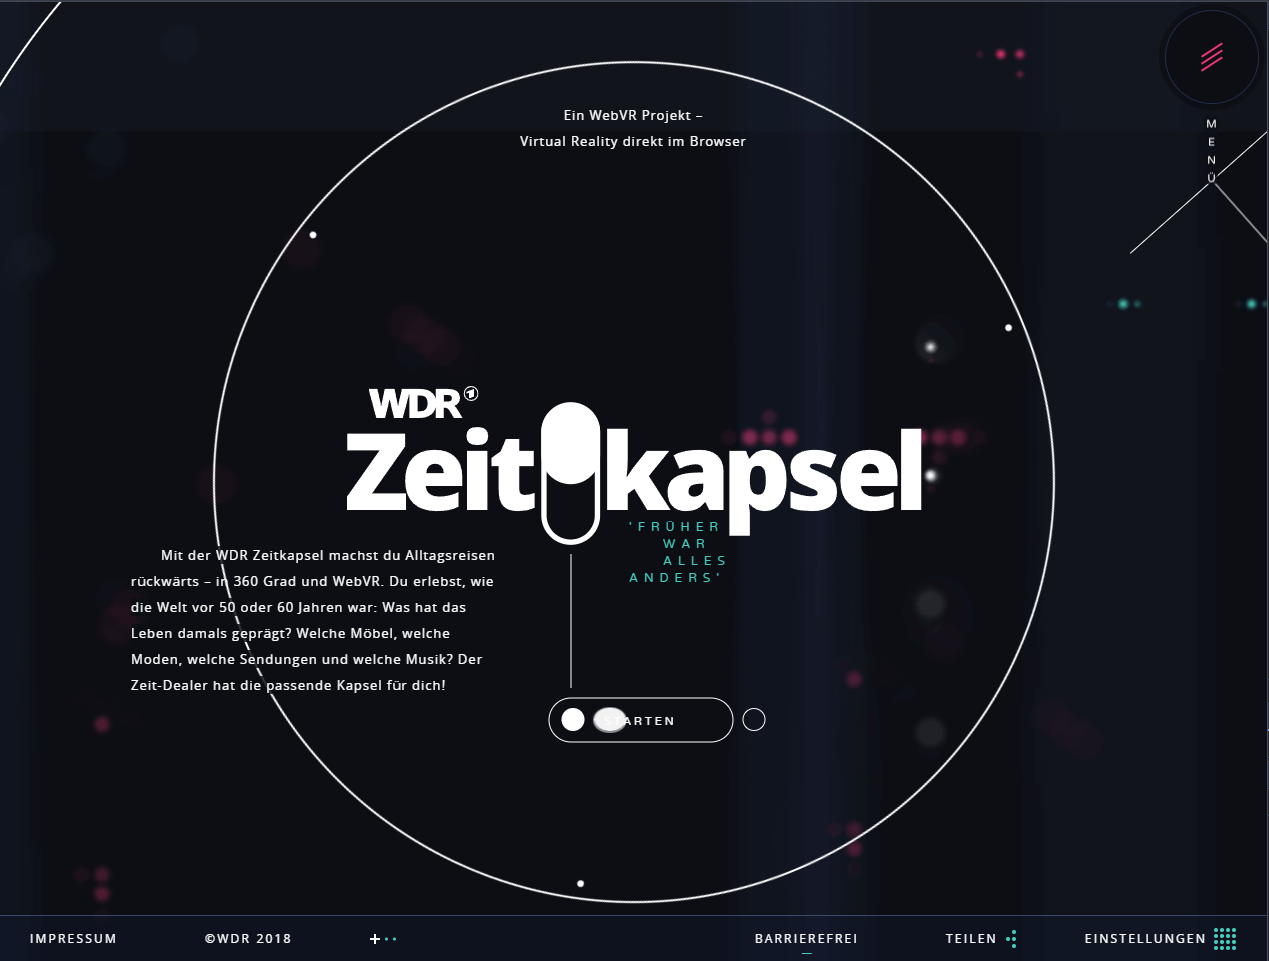 Ein WebVR Projekt –
Virtual Reality direkt im Browser
MENÜ
WDR
Zeitkapsel
'FRÜHER
WAR
ALLES
ANDERS'
Mit der WDR Zeitkapsel machst du Alltagsreisen
rückwärts – in 360 Grad und WebVR. Du erlebst, wie
die Welt vor 50 oder 60 Jahren war: Was hat das
Leben damals geprägt? Welche Möbel, welche
Moden, welche Sendungen und welche Musik? Der
Zeit-Dealer hat die passende Kapsel für dich!
STARTEN
IMPRESSUM
©WDR 2018
BARRIEREFREI
TEILEN
EINSTELLUNGEN